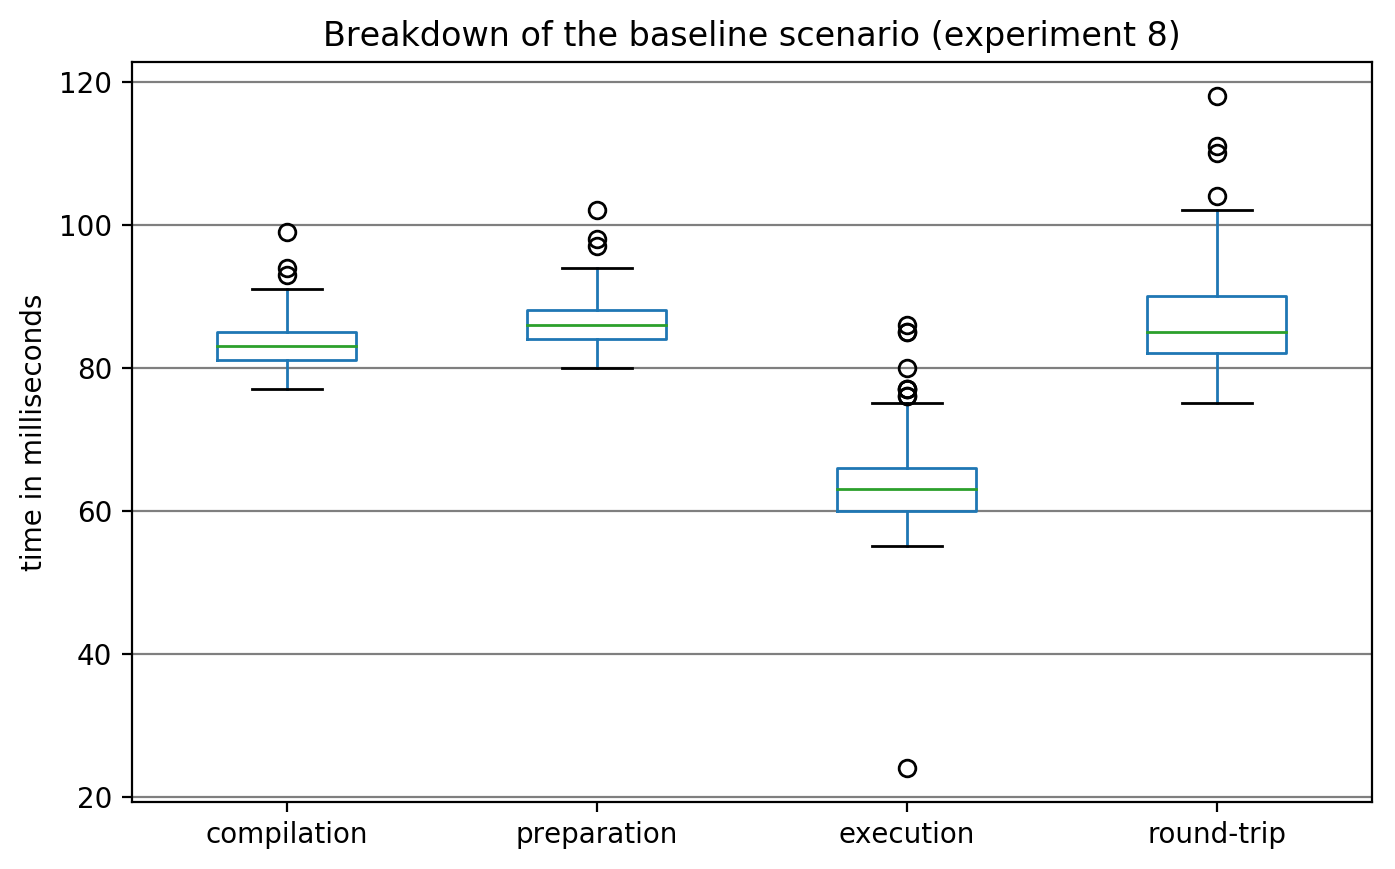 Breakdown of the baseline scenario (experiment 8)
120
100
80
60
40
20
time in milliseconds
compilation preparation execution round-trip